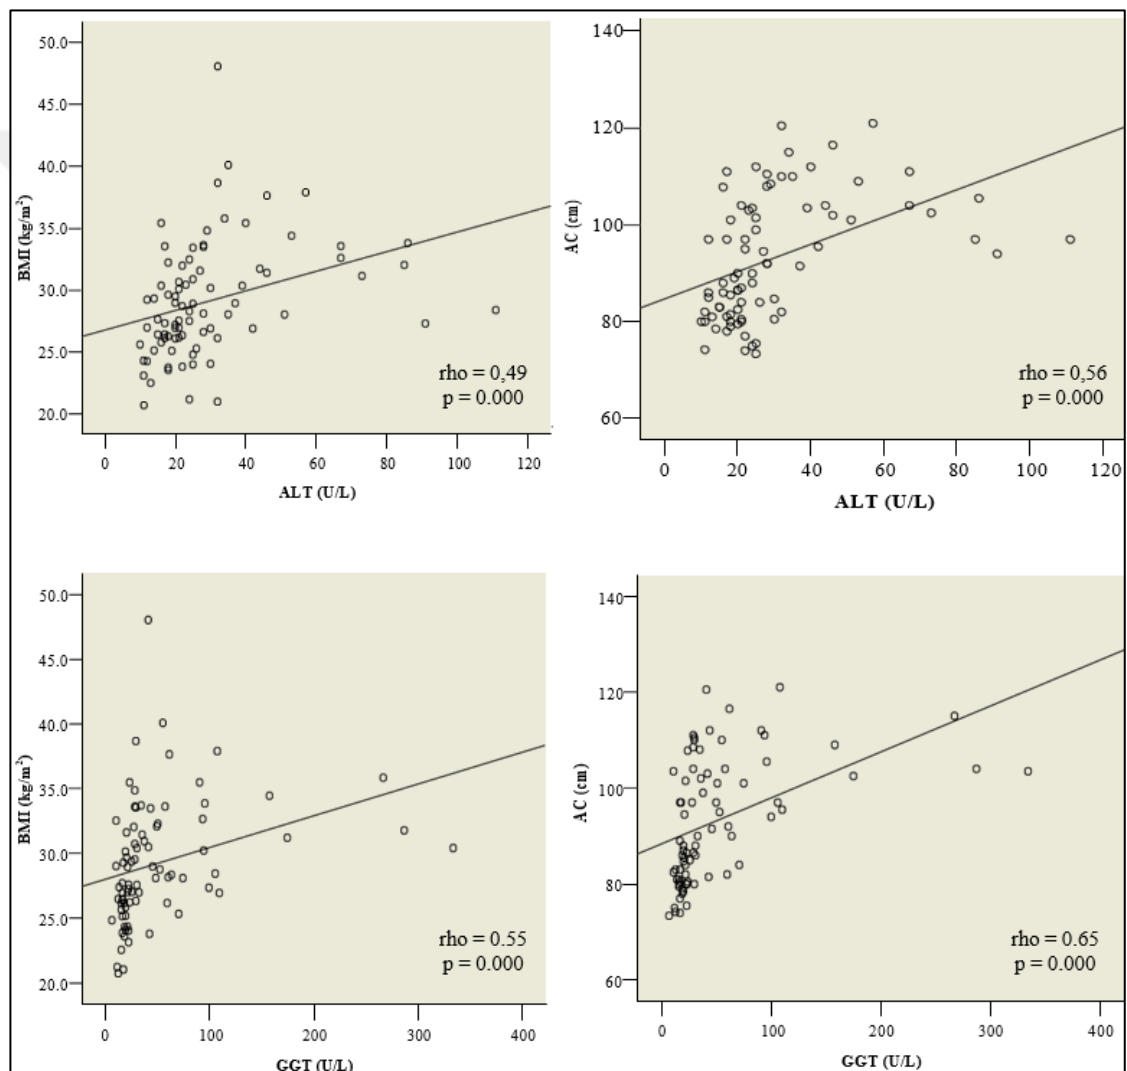 50.0
45.0
40.0
35.0
30.0
25.0
20.0
BMI (kg/m²)
rho = 0,49
p = 0.000
0 20 40 60 80 100 120
ALT (U/L)
140
120
100
80
60
AC (cm)
rho = 0,56
p = 0.000
0 20 40 60 80 100 120
ALT (U/L)
50.0
45.0
40.0
35.0
30.0
25.0
20.0
BMI (kg/m²)
rho = 0.55
p = 0.000
0 100 200 300 400
GGT (U/L)
140
120
100
80
60
AC (cm)
rho = 0.65
p = 0.000
0 100 200 300 400
GGT (U/L)